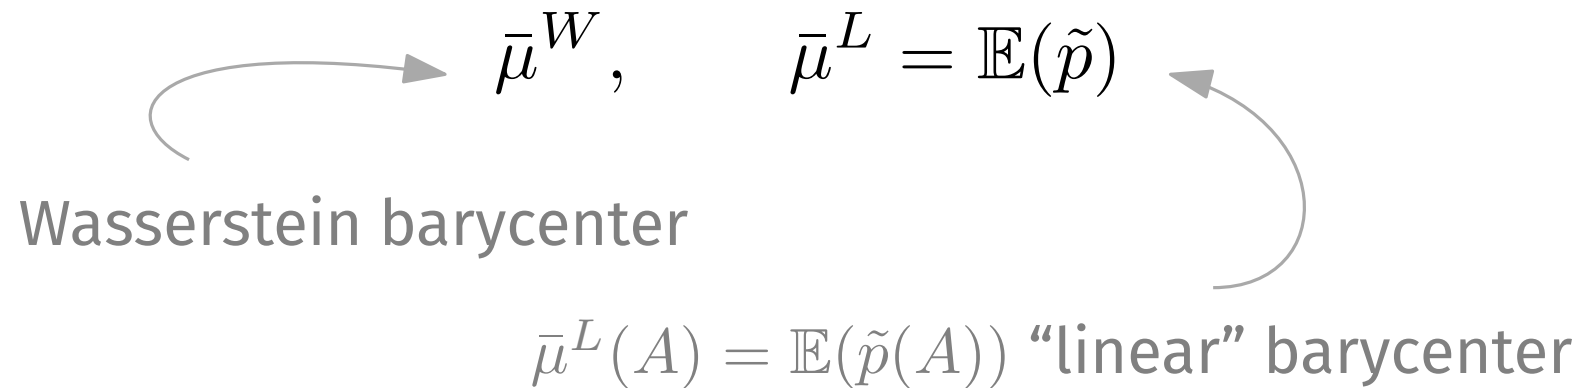 μ̄^W, μ̄^L = 𝔼(p̃)
Wasserstein barycenter
μ̄^L(A) = 𝔼(p̃(A)) “linear” barycenter